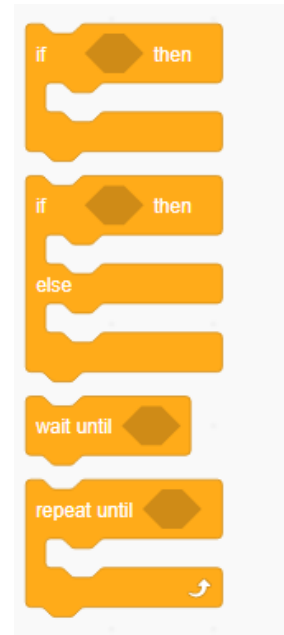 if then
if then
else
wait until
repeat until